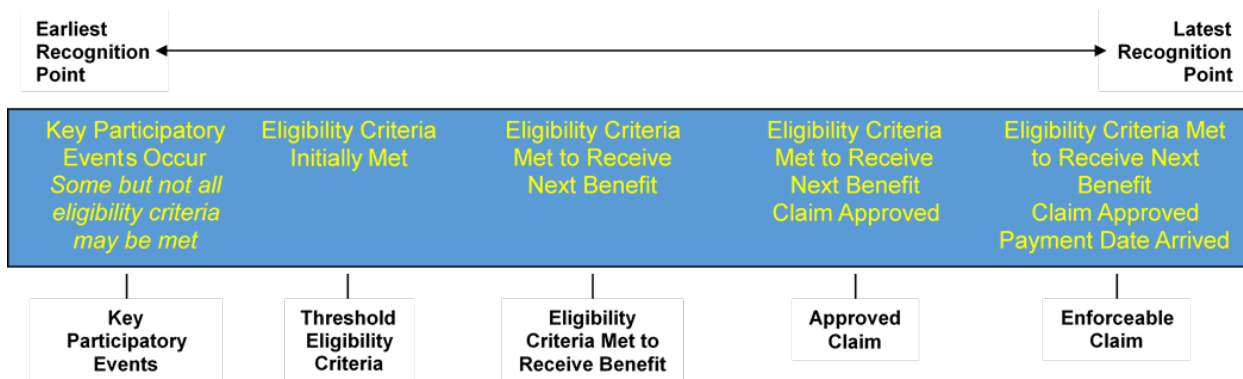 Earliest
Recognition
Point
Latest
Recognition
Point
Key Participatory
Events Occur
Some but not all
eligibility criteria
may be met
Eligibility Criteria
Initially Met
Eligibility Criteria
Met to Receive
Next Benefit
Eligibility Criteria
Met to Receive
Next Benefit
Claim Approved
Eligibility Criteria Met
to Receive Next
Benefit
Claim Approved
Payment Date Arrived
Key
Participatory
Events
Threshold
Eligibility
Criteria
Eligibility
Criteria Met to
Receive Benefit
Approved
Claim
Enforceable
Claim